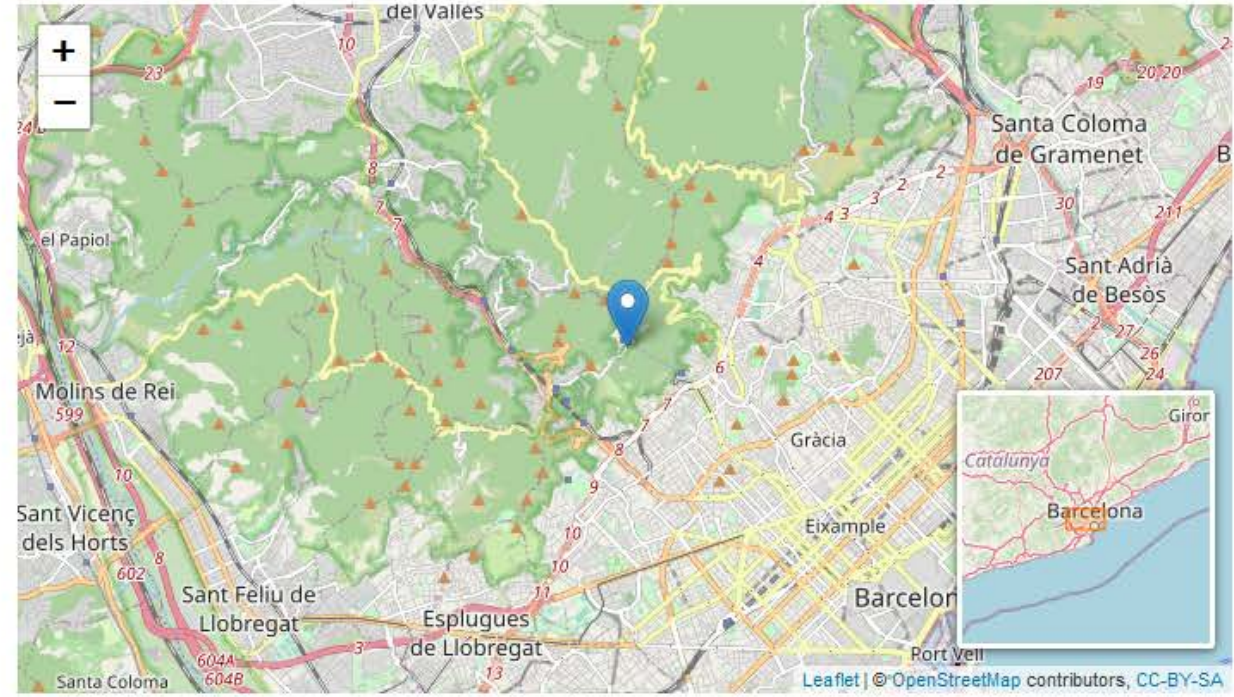 del Vallès
+
−
10
23
19
20
20
24 B
Santa Coloma
de Gramenet
8
7
7
2
2
3
3
4
4
30
211
el Papiol
Sant Adrià
de Besòs
2
27
26
24
207
12
Molins de Rei
599
6
7
7
8
9
Gràcia
Giror
Catalunya
Barcelona
10
Sant Vicenç
dels Horts
8
602
Eixample
10
10
11
Sant Feliu de
Llobregat
Esplugues
de Llobregat
Barcelon
3
604A
604B
13
Santa Coloma
Port Vell
Leaflet | © OpenStreetMap contributors, CC-BY-SA